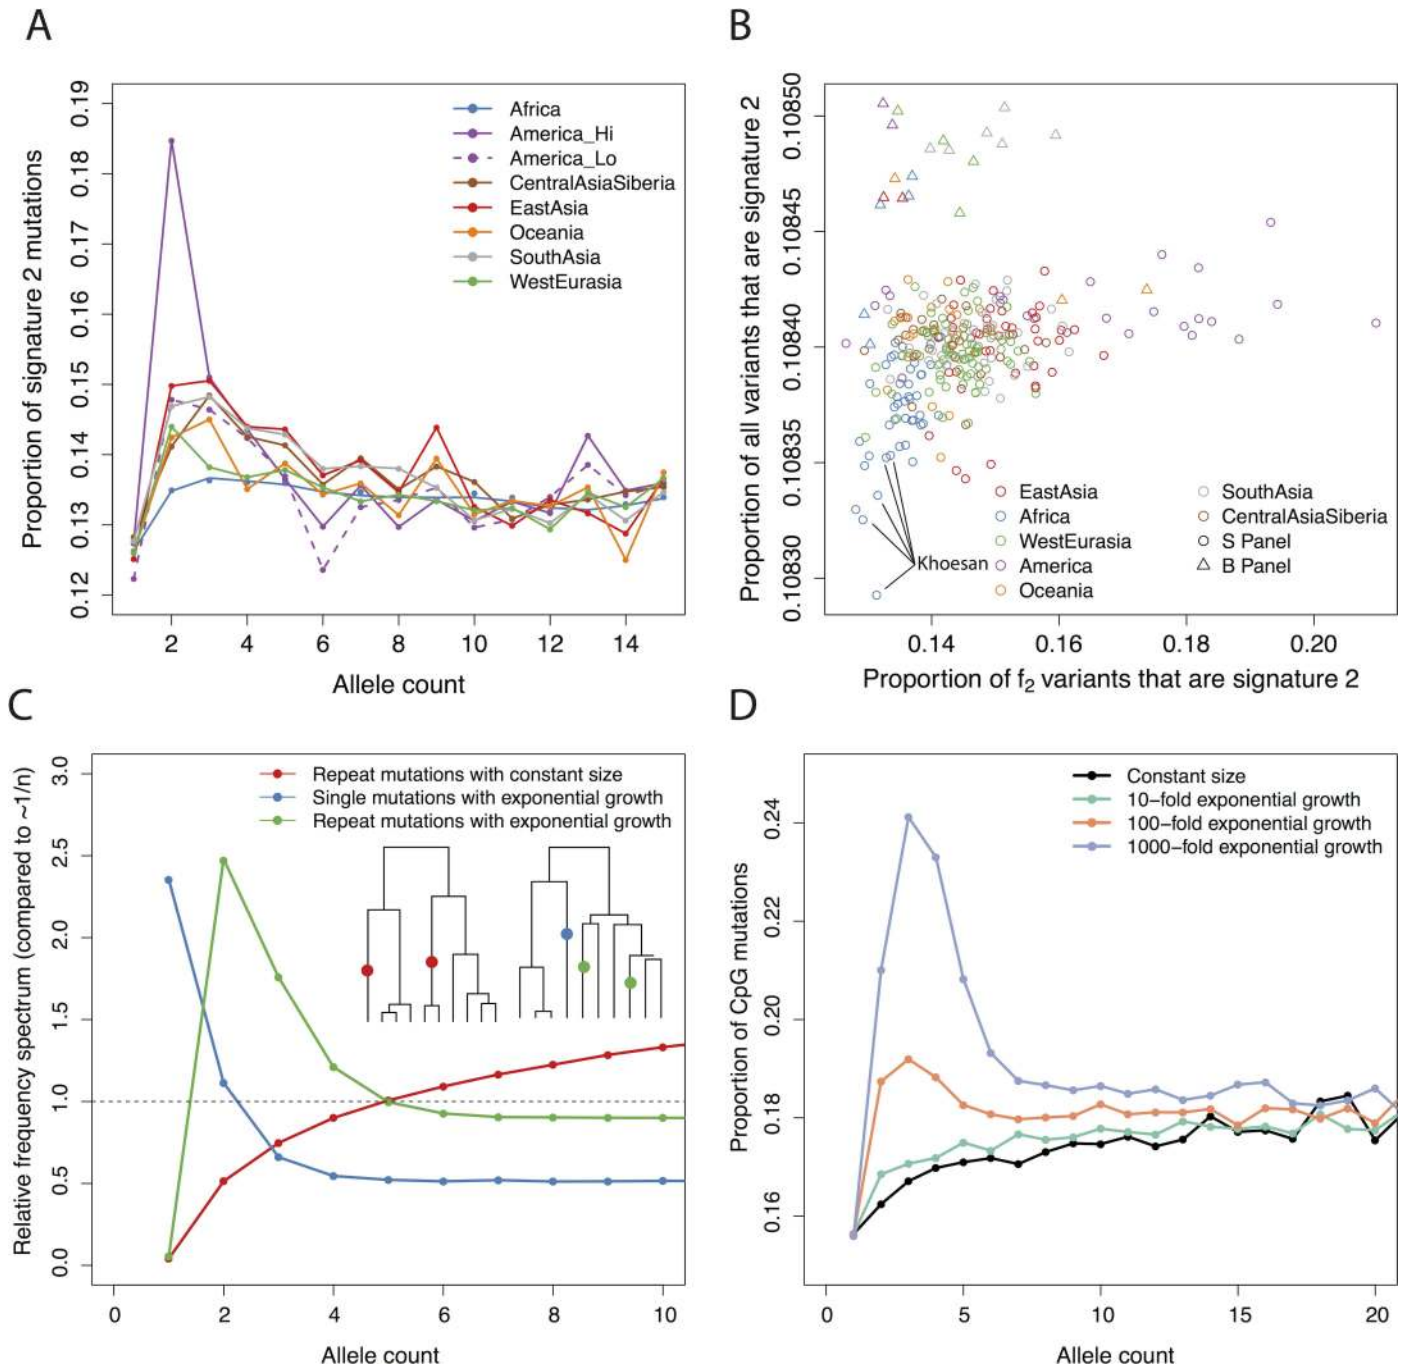 A
Proportion of signature 2 mutations
0.19
0.18
0.17
0.16
0.15
0.14
0.13
0.12
Africa
America_Hi
America_Lo
CentralAsiaSiberia
EastAsia
Oceania
SouthAsia
WestEurasia
2 4 6 8 10 12 14
Allele count
B
Proportion of all variants that are signature 2
0.10850
0.10845
0.10840
0.10835
0.10830
Khoesan
EastAsia
Africa
WestEurasia
America
Oceania
SouthAsia
CentralAsiaSiberia
S Panel
B Panel
0.14 0.16 0.18 0.20
Proportion of f2 variants that are signature 2
C
Relative frequency spectrum (compared to ~1/n)
3.0
2.5
2.0
1.5
1.0
0.5
0.0
Repeat mutations with constant size
Single mutations with exponential growth
Repeat mutations with exponential growth
0 2 4 6 8 10
Allele count
D
Proportion of CpG mutations
0.24
0.22
0.20
0.18
0.16
Constant size
10−fold exponential growth
100−fold exponential growth
1000−fold exponential growth
0 5 10 15 20
Allele count